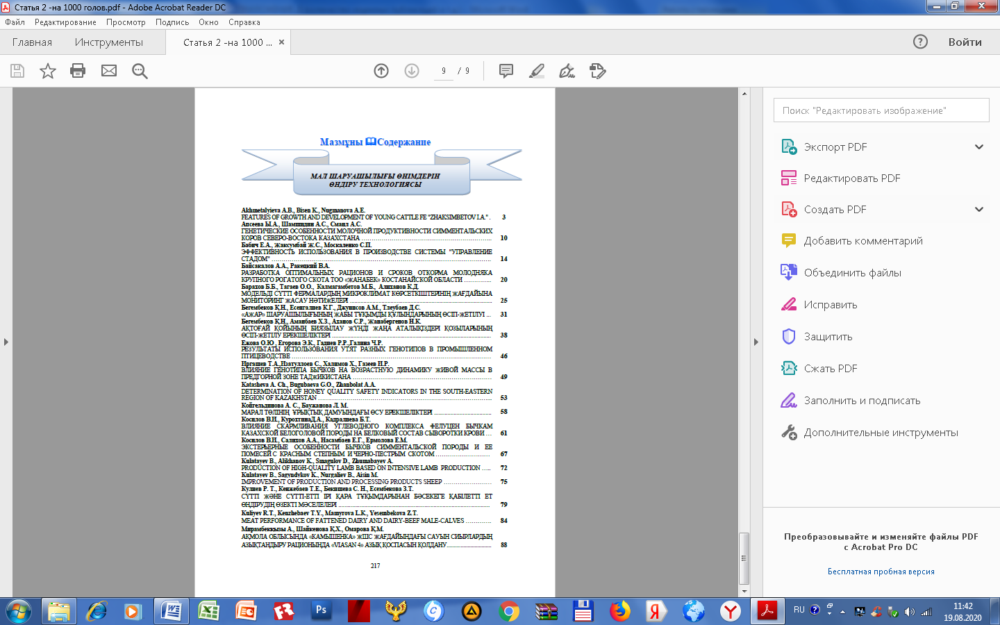 Статья 2 -на 1000 голов.pdf - Adobe Acrobat Reader DC
Файл Редактирование Просмотр Подпись Окно Справка
Главная Инструменты Статья 2 -на 1000 ... × Войти
9 / 9
Мазмұны Содержание
МАЛ ШАРУАШЫЛЫҒЫ ӨНІМДЕРІН
ӨНДІРУ ТЕХНОЛОГИЯСЫ
Akhmetalyieva A.B., Bisen K., Nugmanova A.E.
FEATURES OF GROWTH AND DEVELOPMENT OF YOUNG CATTLE FE "ZHAKSIMBETOV I.A." . 3
Апсеева Ы.А., Шамшидин А.С., Смаил А.С.
ГЕНЕТИЧЕСКИЕ ОСОБЕННОСТИ МОЛОЧНОЙ ПРОДУКТИВНОСТИ СИММЕНТАЛЬСКИХ
КОРОВ СЕВЕРО-ВОСТОКА КАЗАХСТАНА ... 10
Бабич Е.А., Жаксумбай Ж.С., Москаленко С.П.
ЭФФЕКТИВНОСТЬ ИСПОЛЬЗОВАНИЯ В ПРОИЗВОДСТВЕ СИСТЕМЫ "УПРАВЛЕНИЕ
СТАДОМ" ... 14
Байсакалов А.А., Ракецкий В.А.
РАЗРАБОТКА ОПТИМАЛЬНЫХ РАЦИОНОВ И СРОКОВ ОТКОРМА МОЛОДНЯКА
КРУПНОГО РОГАТОГО СКОТА ТОО «ЖАНАБЕК» КОСТАНАЙСКОЙ ОБЛАСТИ ... 20
Барахов Б.Б., Тагаев О.О., Калмагамбетов М.Б., Алиханов К.Д.
МОДЕЛЬДІ СҮТТІ ФЕРМАЛАРДЫҢ МИКРОКЛИМАТ КӨРСЕТКІШТЕРІНІҢ ЖАҒДАЙЫНА
МОНИТОРИНГ ЖАСАУ НӘТИЖЕЛЕРІ ... 25
Бегембеков Қ.Н., Есенгалиев К.Г., Джунисов А.М., Тлеубаев Д.С.
«АЖАР» ШАРУАШЫЛЫҒЫНЫҢ ЖАБЫ ТҰҚЫМДЫ ҚҰЛЫНДАРЫНЫҢ ӨСІП-ЖЕТІЛУІ ... 31
Бегембеков Қ.Н., Аманбаев Х.З., Аханов С.Р., Жанабергенов Н.К.
АҚТОҒАЙ ҚОЙЫНЫҢ БИЯЗЫЛАУ ЖҮНДІ ЖАҢА АТАЛЫҚІЗДЕРІ ҚОЗЫЛАРЫНЫҢ
ӨСІП-ЖЕТІЛУ ЕРЕКШЕЛІКТЕРІ ... 38
Ежова О.Ю., Егорова Э.К., Гадиев Р.Р., Галина Ч.Р.
РЕЗУЛЬТАТЫ ИСПОЛЬЗОВАНИЯ УТЯТ РАЗНЫХ ГЕНОТИПОВ В ПРОМЫШЛЕННОМ
ПТИЦЕВОДСТВЕ ... 46
Иргашев Т.А.,Изатуллоев С., Халимов Х., Газеев И.Р.
ВЛИЯНИЕ ГЕНОТИПА БЫЧКОВ НА ВОЗРАСТНУЮ ДИНАМИКУ ЖИВОЙ МАССЫ В
ПРЕДГОРНОЙ ЗОНЕ ТАДЖИКИСТАНА ... 49
Katasheva A. Ch., Bugubaeva G.O., Zhanbolat A.A.
DETERMINATION OF HONEY QUALITY SAFETY INDICATORS IN THE SOUTH-EASTERN
REGION OF KAZAKHSTAN ... 53
Койгельдинова А. С., Баужанова Л. М.
МАРАЛ ТӨЛІНІҢ ҰРЫҚТЫҚ ДАМУЫНДАҒЫ ӨСУ ЕРЕКШЕЛІКТЕРІ ... 58
Косилов В.И., КурохтинаД.А., Кадралиева Б.Т.
ВЛИЯНИЕ СКАРМЛИВАНИЯ УГЛЕВОДНОГО КОМПЛЕКСА ФЕЛУЦЕН БЫЧКАМ
КАЗАХСКОЙ БЕЛОГОЛОВОЙ ПОРОДЫ НА БЕЛКОВЫЙ СОСТАВ СЫВОРОТКИ КРОВИ ... 61
Косилов В.И., Салихов А.А., Насамбаев Е.Г., Ермолова Е.М.
ЭКСТЕРЬЕРНЫЕ ОСОБЕННОСТИ БЫЧКОВ СИММЕНТАЛЬСКОЙ ПОРОДЫ И ЕЕ
ПОМЕСЕЙ С КРАСНЫМ СТЕПНЫМ И ЧЕРНО-ПЕСТРЫМ СКОТОМ ... 67
Kulatayev B., Alikhanov K., Smagulov D., Zhumabayev A.
PRODUCTION OF HIGH-QUALITY LAMB BASED ON INTENSIVE LAMB PRODUCTION ..... 72
Kulatayev B., Sagyndykov K., Nurgaliev B., Aisin M.
IMPROVEMENT OF PRODUCTION AND PROCESSING PRODUCTS SHEEP ... 75
Кулиев Р. Т., Кенжебаев Т.Е., Бекишева С. Н., Есембекова З.Т.
СҮТТІ ЖӘНЕ СҮТТІ-ЕТТІ ІРІ ҚАРА ТҰҚЫМДАРЫНАН БӘСЕКЕГЕ ҚАБІЛЕТТІ ЕТ
ӨНДІРУДІҢ ӨЗЕКТІ МӘСЕЛЕЛЕРІ ... 79
Kuliyev R.T., Kenzhebaev T.Y., Mamyrova L.K., Yesembekova Z.T.
MEAT PERFORMANCE OF FATTENED DAIRY AND DAIRY-BEEF MALE-CALVES ... 84
Мирамбекқызы А., Шайкенова Қ.Х., Омарова Қ.М.
АҚМОЛА ОБЛЫСЫНДА «КАМЫШЕНКА» ЖШС ЖАҒДАЙЫНДАҒЫ САУЫН СИЫРЛАРДЫҢ
АЗЫҚТАНДЫРУ РАЦИОНЫНДА «VIASAN 4» АЗЫҚ ҚОСПАСЫН ҚОЛДАНУ... 88
217
Поиск "Редактировать изображение"
Экспорт PDF
Редактировать PDF
Создать PDF
Добавить комментарий
Объединить файлы
Исправить
Защитить
Сжать PDF
Заполнить и подписать
Дополнительные инструменты
Преобразовывайте и изменяйте файлы PDF
с Acrobat Pro DC
Бесплатная пробная версия
RU
11:42
19.08.2020